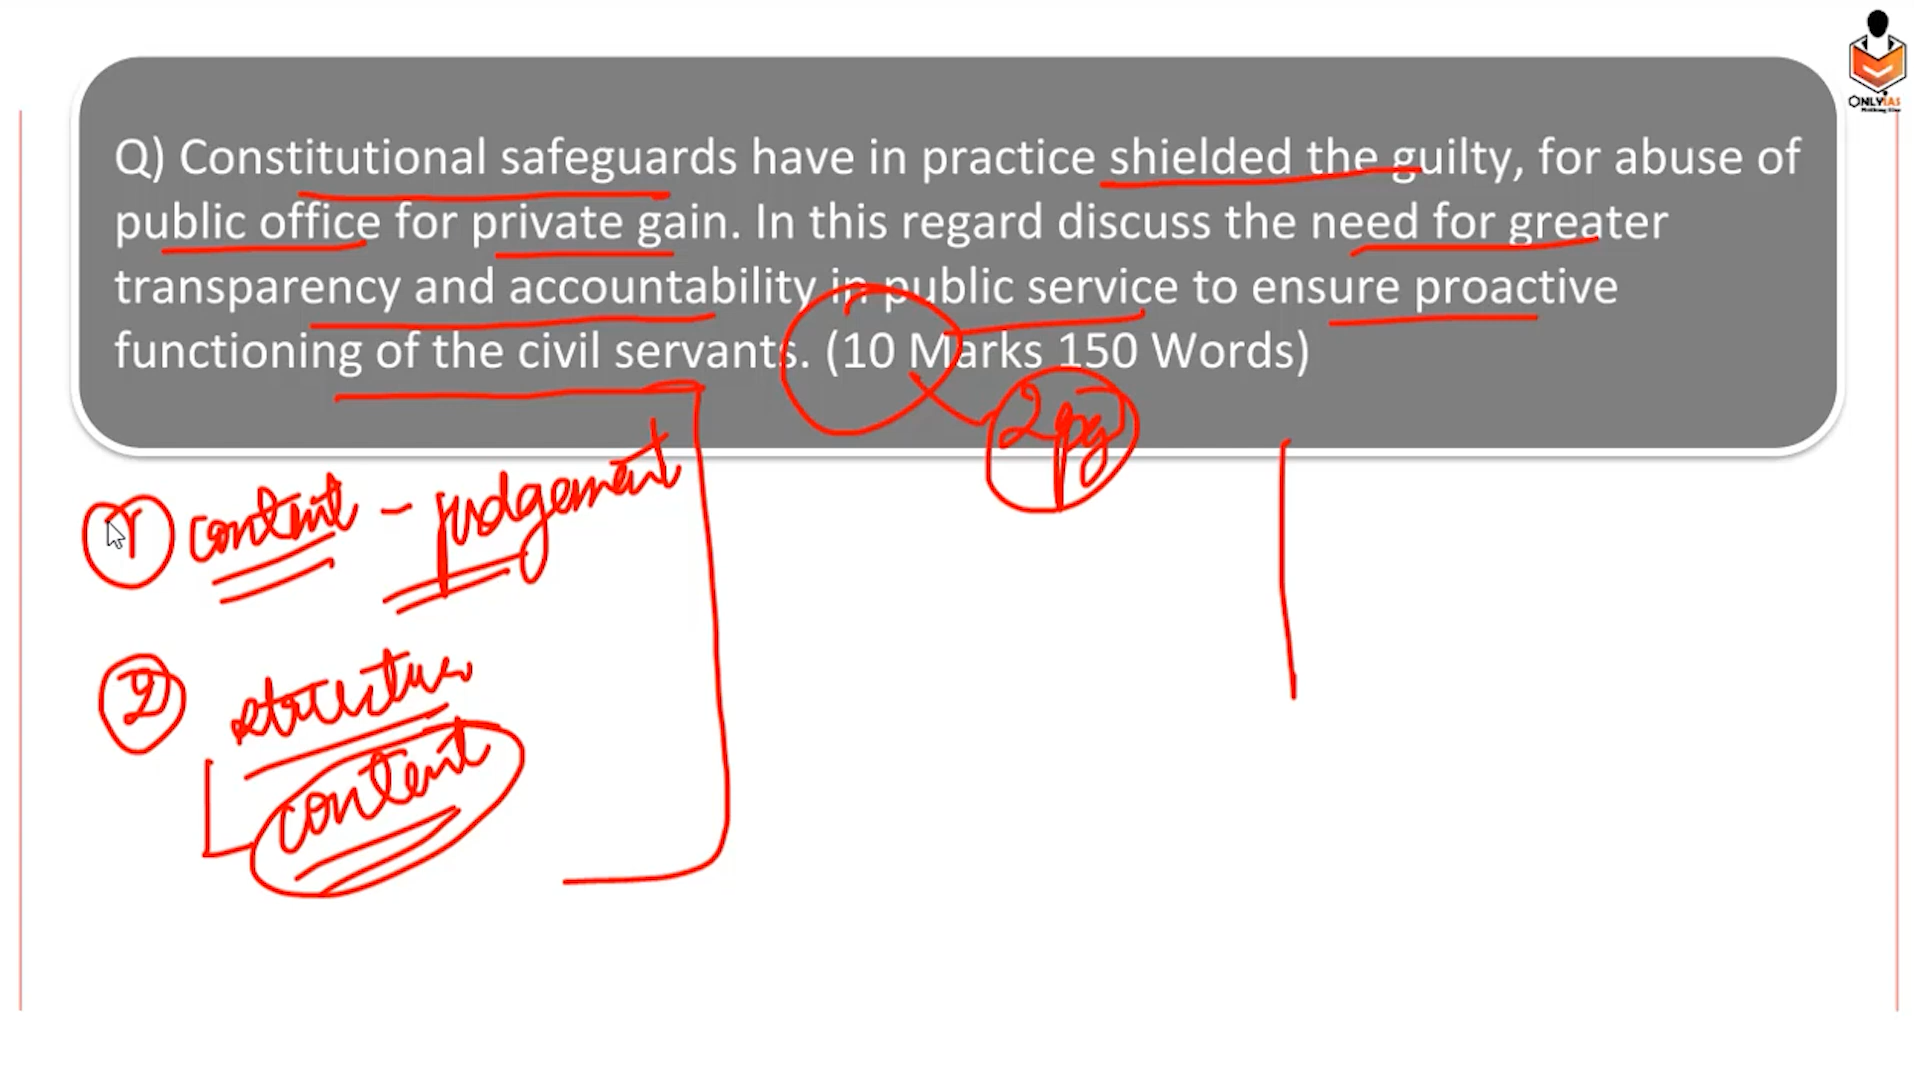 Q) Constitutional safeguards have in practice shielded the guilty, for abuse of
public office for private gain. In this regard discuss the need for greater
transparency and accountability in public service to ensure proactive
functioning of the civil servants. (10 Marks 150 Words)
ONLYIAS
2pg
1 content - judgement
2 structure
content